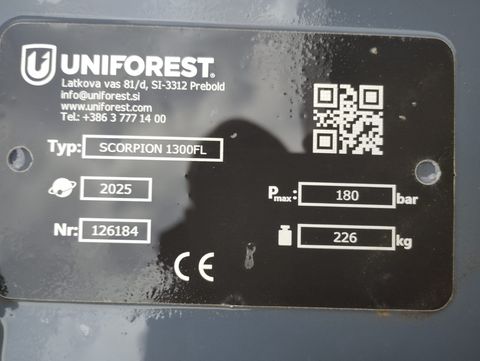 UNIFOREST®
Latkova vas 81/d, SI-3312 Prebold
info@uniforest.si
www.uniforest.com
Tel.: +386 3 777 14 00
Typ: SCORPION 1300FL
2025
Nr: 126184
Pmax: 180 bar
226 kg
CE